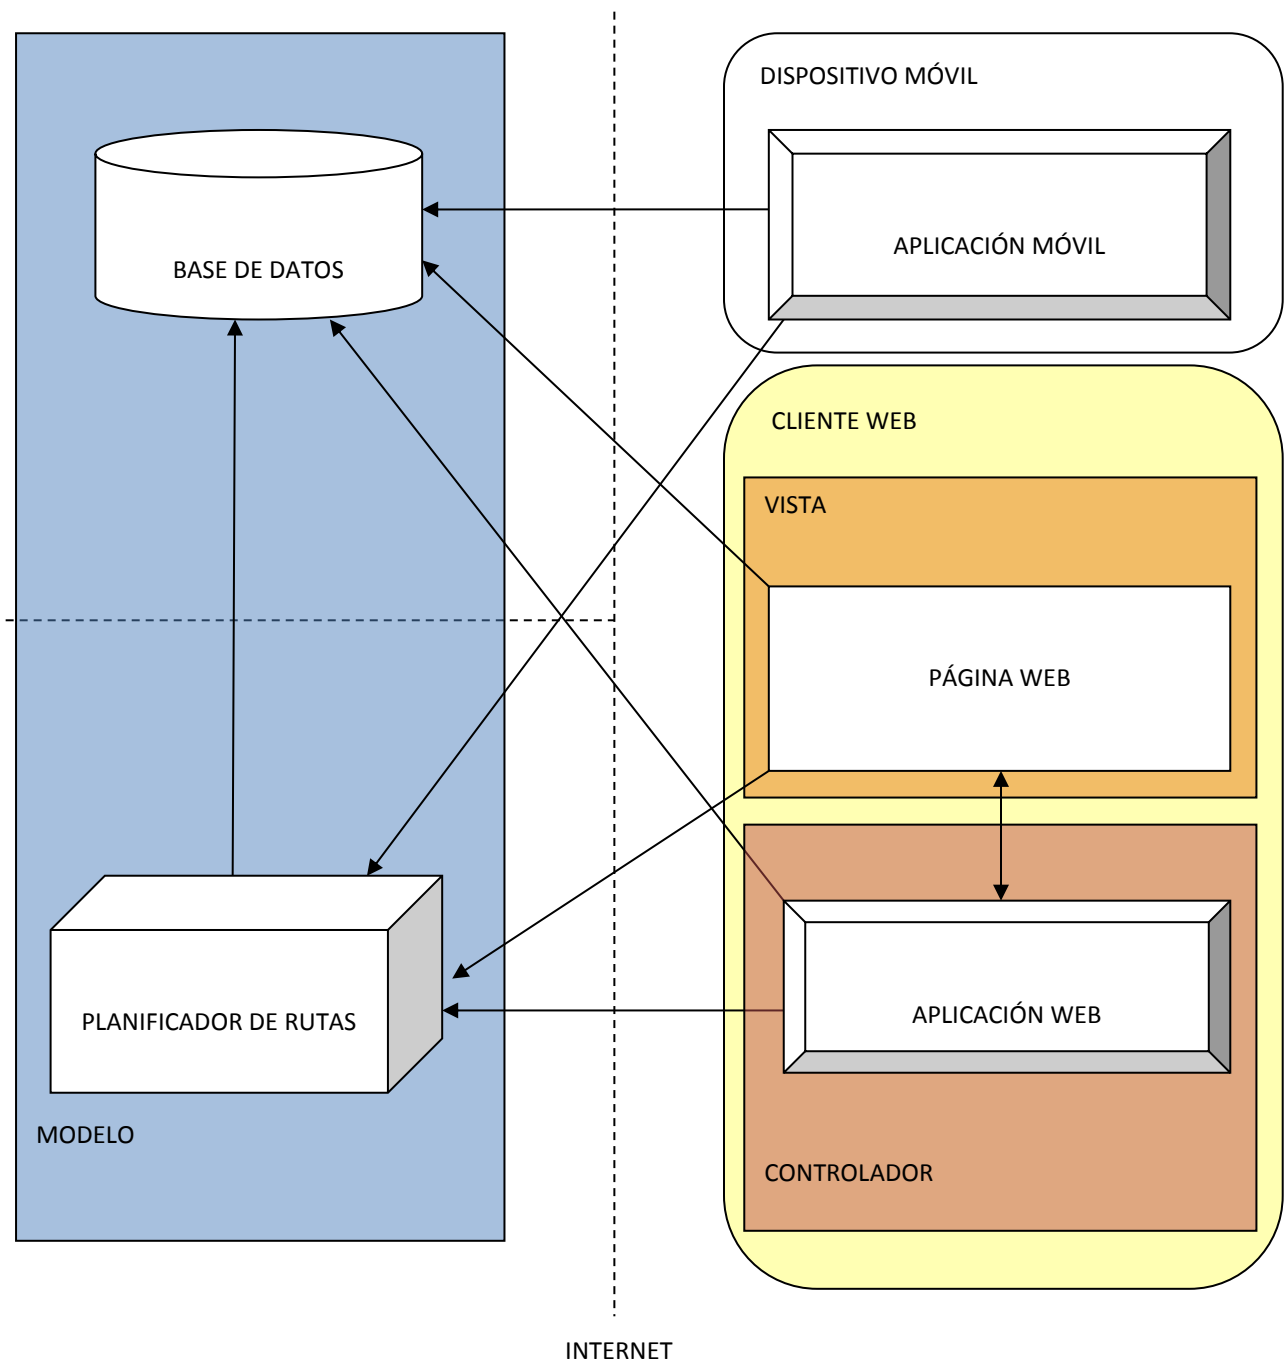 DISPOSITIVO MÓVIL
BASE DE DATOS
APLICACIÓN MÓVIL
CLIENTE WEB
VISTA
PÁGINA WEB
PLANIFICADOR DE RUTAS
APLICACIÓN WEB
MODELO
CONTROLADOR
INTERNET